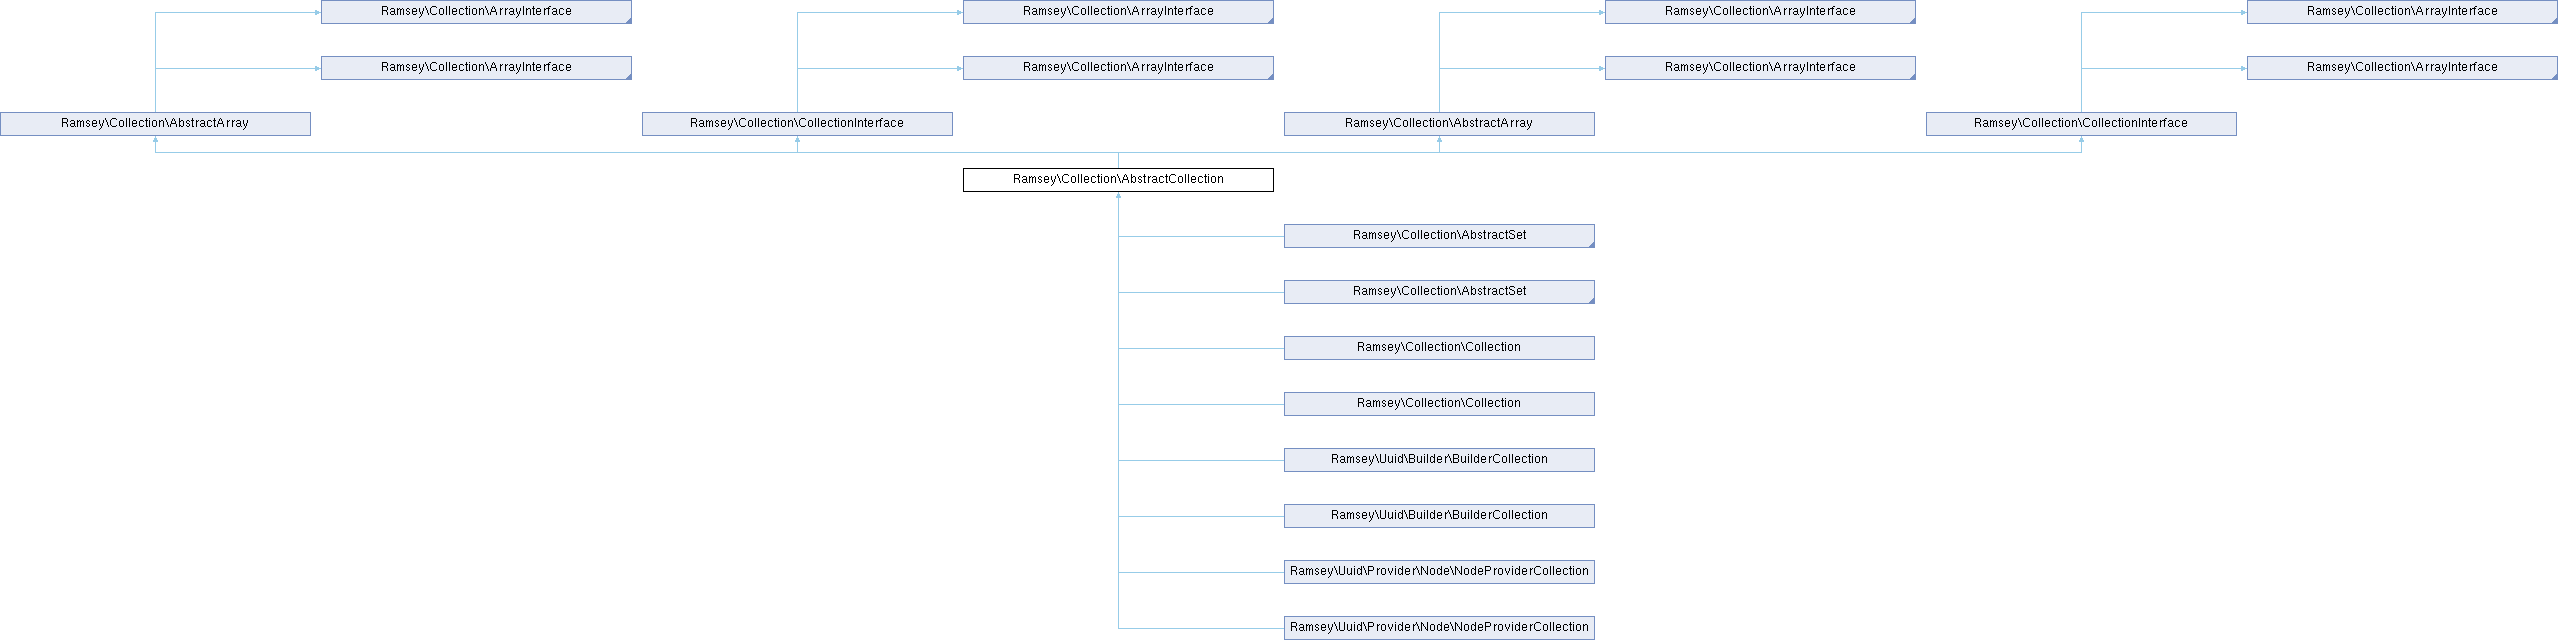 Ramsey\Collection\ArrayInterface
Ramsey\Collection\ArrayInterface
Ramsey\Collection\ArrayInterface
Ramsey\Collection\ArrayInterface
Ramsey\Collection\ArrayInterface
Ramsey\Collection\ArrayInterface
Ramsey\Collection\ArrayInterface
Ramsey\Collection\ArrayInterface
Ramsey\Collection\AbstractArray
Ramsey\Collection\CollectionInterface
Ramsey\Collection\AbstractArray
Ramsey\Collection\CollectionInterface
Ramsey\Collection\AbstractCollection
Ramsey\Collection\AbstractSet
Ramsey\Collection\AbstractSet
Ramsey\Collection\Collection
Ramsey\Collection\Collection
Ramsey\Uuid\Builder\BuilderCollection
Ramsey\Uuid\Builder\BuilderCollection
Ramsey\Uuid\Provider\Node\NodeProviderCollection
Ramsey\Uuid\Provider\Node\NodeProviderCollection